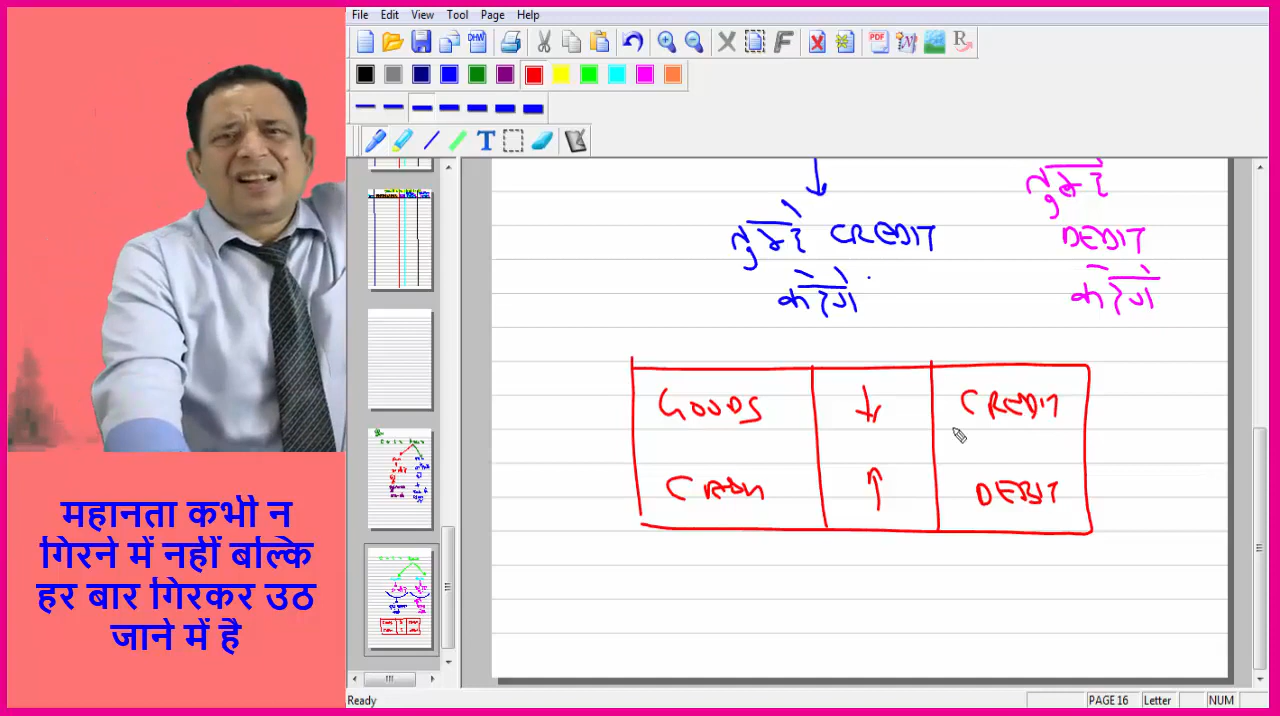 File Edit View Tool Page Help
तुझे CREDIT
करेंगे
तुझे
DEBIT
करेंगे
GOODS ↓ CREDIT
CASH ↑ DEBIT
महानता कभी न
गिरने में नहीं बल्कि
हर बार गिरकर उठ
जाने में है
Ready PAGE 16 Letter NUM